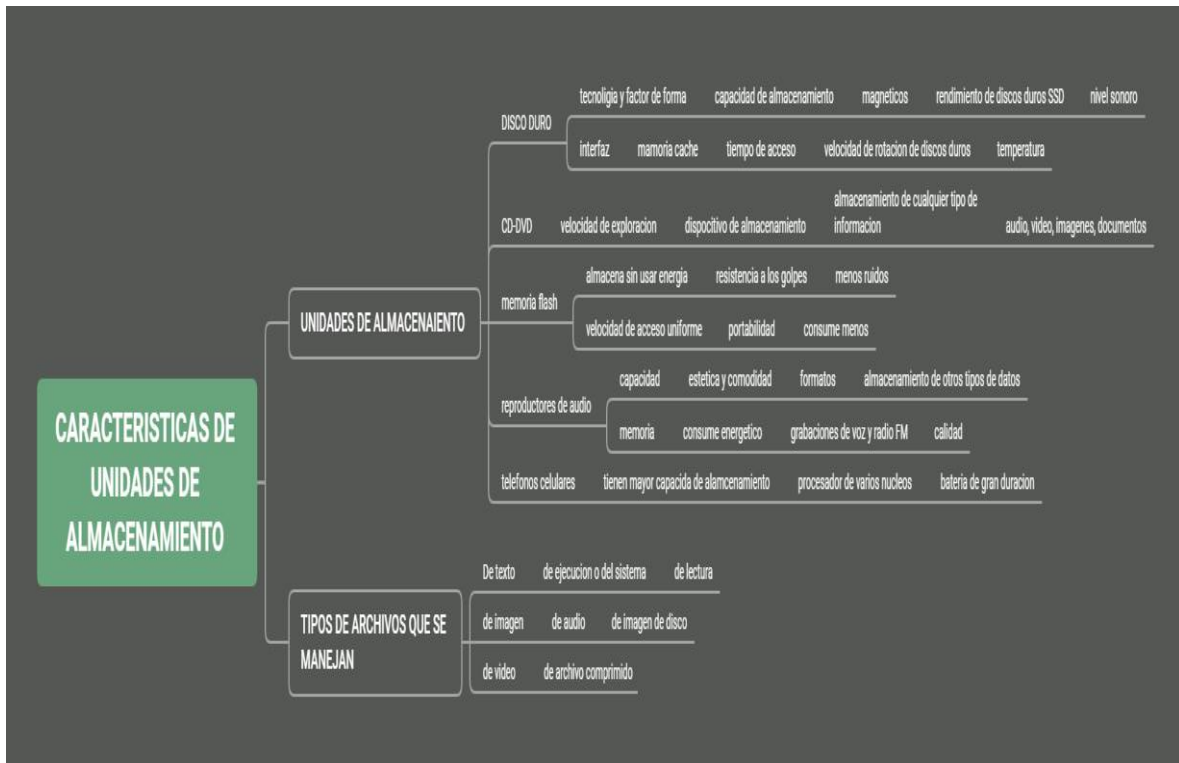 CARACTERISTICAS DE
UNIDADES DE
ALMACENAMIENTO
UNIDADES DE ALMACENAIENTO
DISCO DURO
tecnoligia y factor de forma capacidad de almacenamiento magneticos rendimiento de discos duros SSD nivel sonoro
interfaz mamoria cache tiempo de acceso velocidad de rotacion de discos duros temperatura
CD-DVD velocidad de exploracion dispocitivo de almacenamiento almacenamiento de cualquier tipo de
informacion audio, video, imagenes, documentos
memoria flash
almacena sin usar energia resistencia a los golpes menos ruidos
velocidad de acceso uniforme portabilidad consume menos
reproductores de audio
capacidad estetica y comodidad formatos almacenamiento de otros tipos de datos
memoria consume energetico grabaciones de voz y radio FM calidad
telefonos celulares tienen mayor capacida de alamcenamiento procesador de varios nucleos bateria de gran duracion
TIPOS DE ARCHIVOS QUE SE
MANEJAN
De texto de ejecucion o del sistema de lectura
de imagen de audio de imagen de disco
de video de archivo comprimido